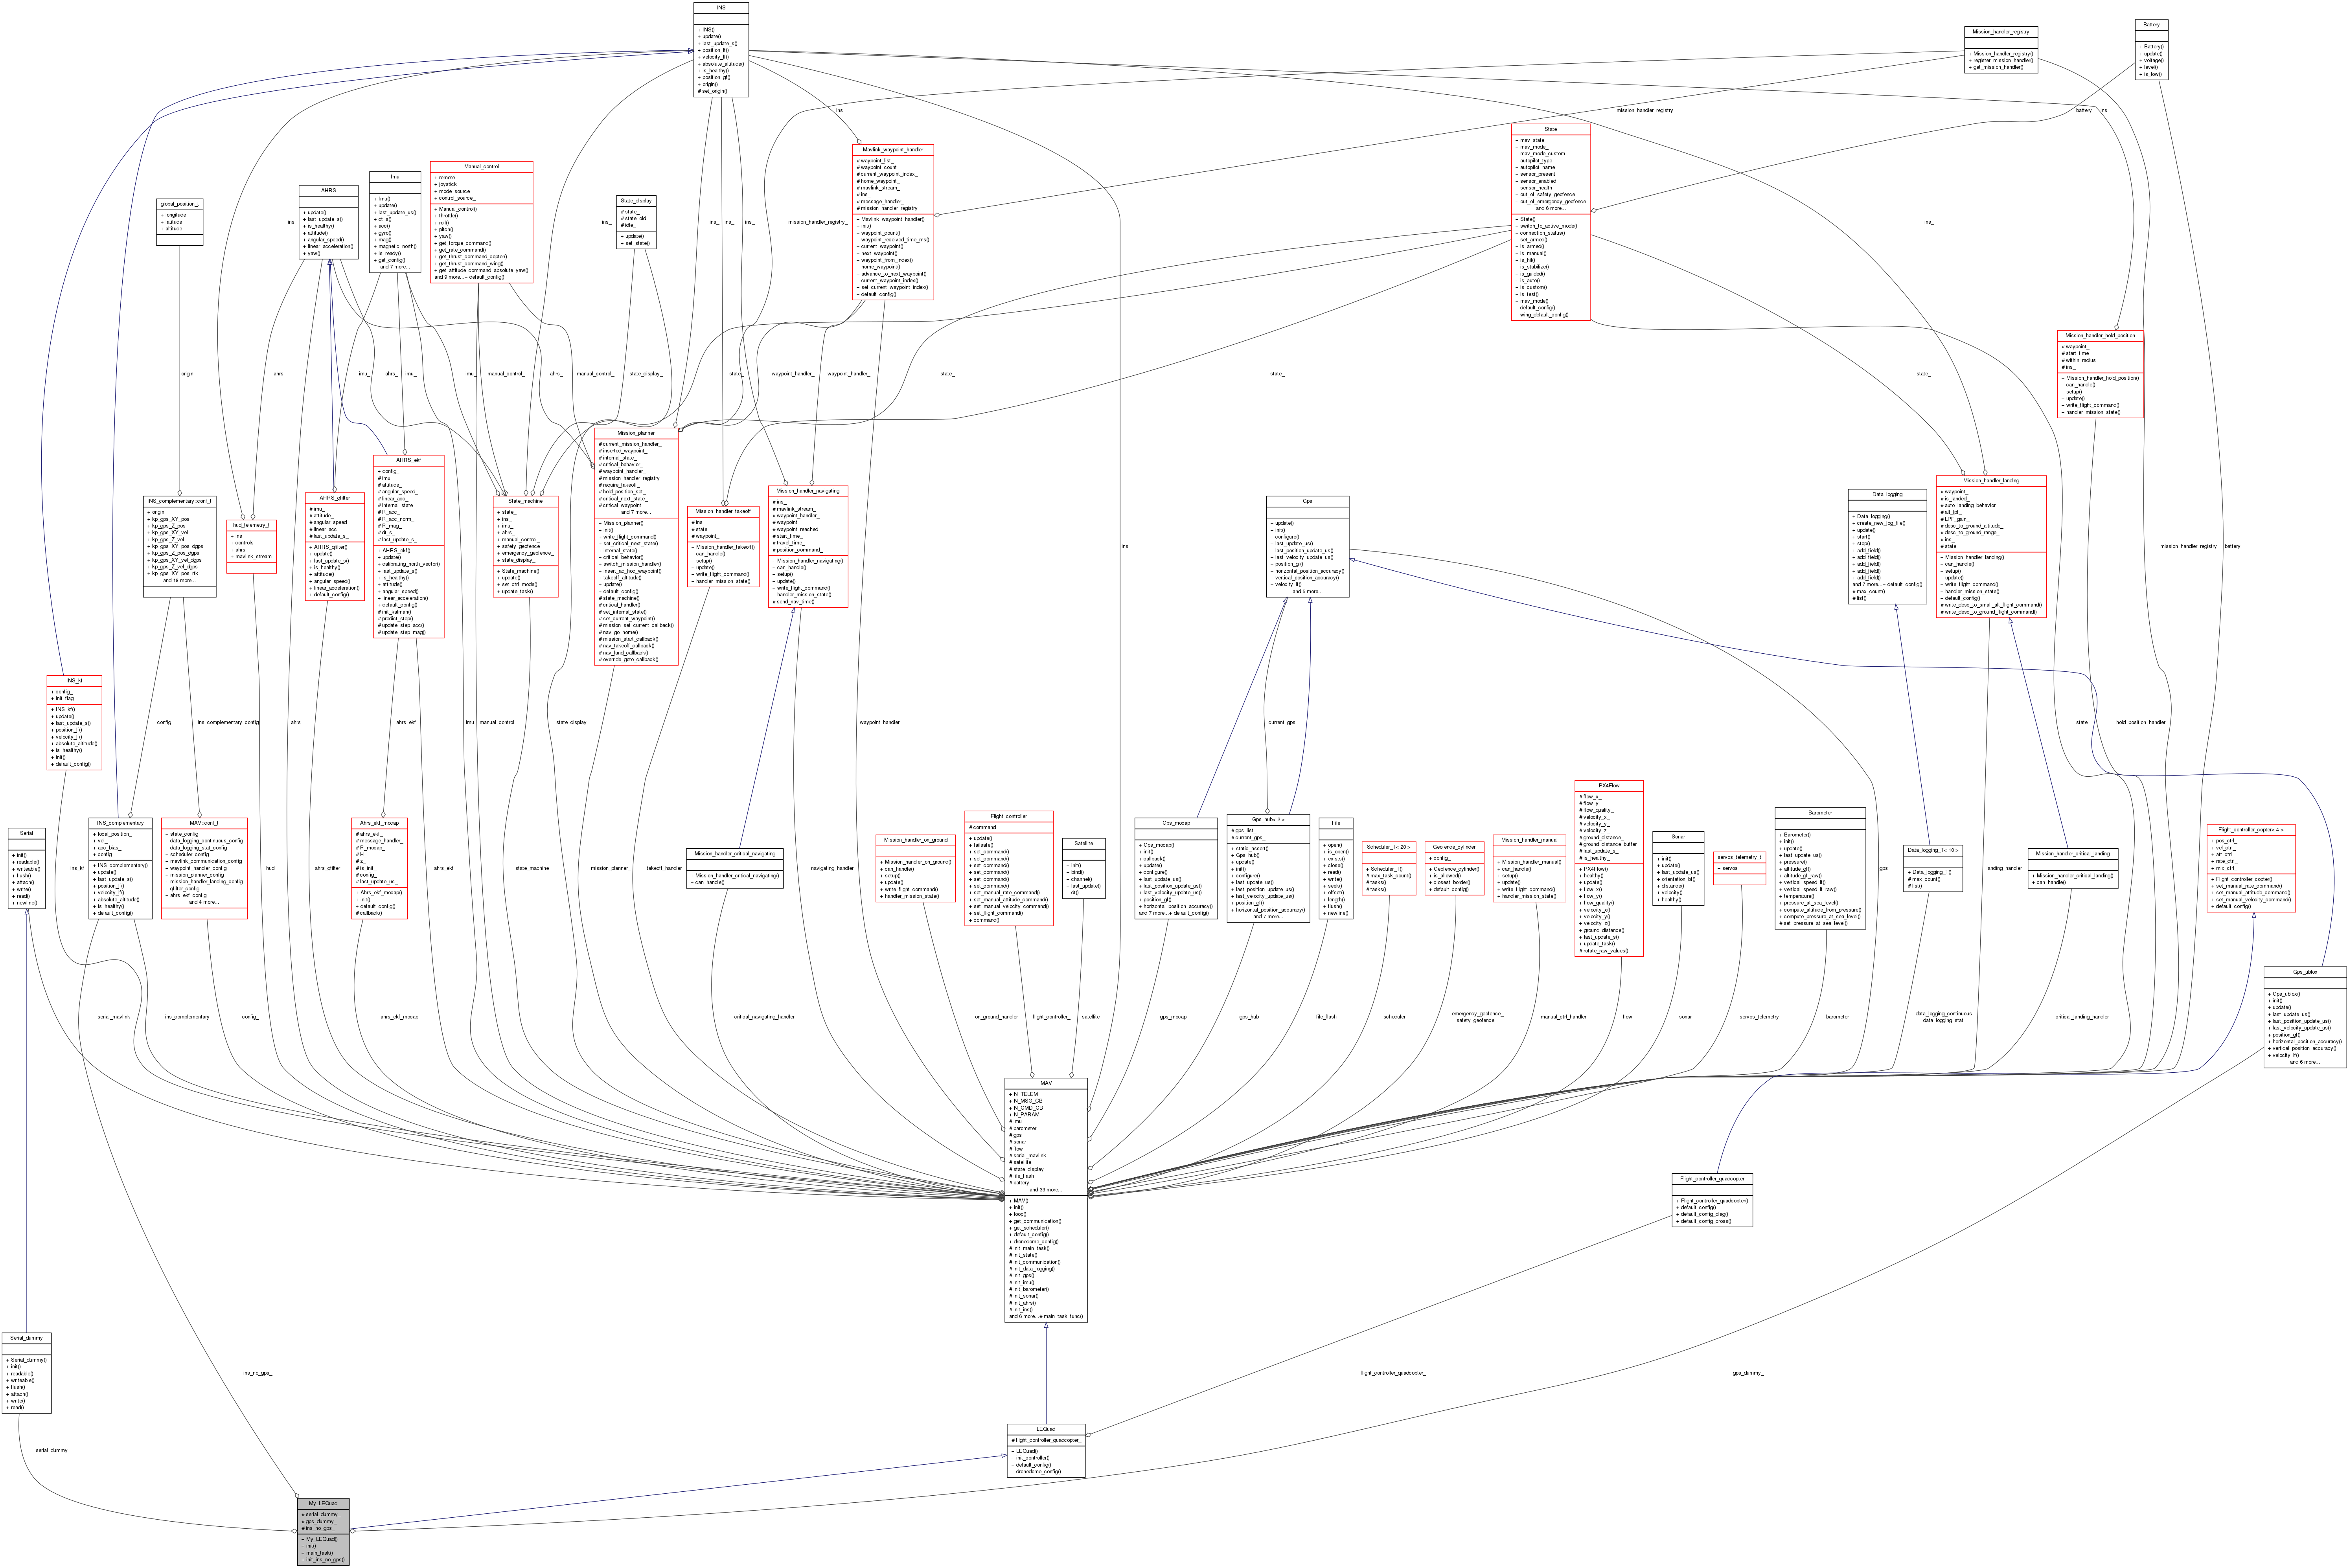 INS
+ INS()
+ update()
+ last_update_s()
+ position_lf()
+ velocity_lf()
+ absolute_altitude()
+ is_healthy()
+ position_gf()
+ origin()
# set_origin()
Mission_handler_registry
+ Mission_handler_registry()
+ register_mission_handler()
+ get_mission_handler()
Battery
+ Battery()
+ update()
+ voltage()
+ level()
+ is_low()
ins_
mission_handler_registry_
battery_
ins_
State
+ mav_state_
+ mav_mode_
+ mav_mode_custom
+ autopilot_type
+ autopilot_name
+ sensor_present
+ sensor_enabled
+ sensor_health
+ out_of_safety_geofence
+ out_of_emergency_geofence
and 6 more...
+ State()
+ switch_to_active_mode()
+ connection_status()
+ set_armed()
+ is_armed()
+ is_manual()
+ is_hil()
+ is_stabilize()
+ is_guided()
+ is_auto()
+ is_custom()
+ is_test()
+ mav_mode()
+ default_config()
+ wing_default_config()
Mavlink_waypoint_handler
# waypoint_list_
# waypoint_count_
# current_waypoint_index_
# home_waypoint_
# mavlink_stream_
# ins_
# message_handler_
# mission_handler_registry_
+ Mavlink_waypoint_handler()
+ init()
+ waypoint_count()
+ waypoint_received_time_ms()
+ current_waypoint()
+ next_waypoint()
+ waypoint_from_index()
+ home_waypoint()
+ advance_to_next_waypoint()
+ current_waypoint_index()
+ set_current_waypoint_index()
+ default_config()
Manual_control
+ remote
+ joystick
+ mode_source_
+ control_source_
+ Manual_control()
+ throttle()
+ roll()
+ pitch()
+ yaw()
+ get_torque_command()
+ get_rate_command()
+ get_thrust_command_copter()
+ get_thrust_command_wing()
+ get_attitude_command_absolute_yaw()
and 9 more...+ default_config()
Imu
+ Imu()
+ update()
+ last_update_us()
+ dt_s()
+ acc()
+ gyro()
+ mag()
+ magnetic_north()
+ is_ready()
+ get_config()
and 7 more...
AHRS
+ update()
+ last_update_s()
+ is_healthy()
+ attitude()
+ angular_speed()
+ linear_acceleration()
+ yaw()
global_position_t
+ longitude
+ latitude
+ altitude
State_display
# state_
# state_old_
# idle_
+ update()
+ set_state()
ins
ins_
ins_
ins_
ins_
mission_handler_registry_
ins_
Mission_handler_hold_position
# waypoint_
# start_time_
# within_radius_
# ins_
+ Mission_handler_hold_position()
+ can_handle()
+ setup()
+ update()
+ write_flight_command()
+ handler_mission_state()
origin
ahrs
imu_
ahrs_
imu_
imu_
manual_control_
ahrs_
manual_control_
state_display_
state_
waypoint_handler_
waypoint_handler_
state_
state_
state_
Mission_planner
# current_mission_handler_
# inserted_waypoint_
# internal_state_
# critical_behavior_
# waypoint_handler_
# mission_handler_registry_
# require_takeoff_
# hold_position_set_
# critical_next_state_
# critical_waypoint_
and 7 more...
+ Mission_planner()
+ init()
+ write_flight_command()
+ set_critical_next_state()
+ internal_state()
+ critical_behavior()
+ switch_mission_handler()
+ insert_ad_hoc_waypoint()
+ takeoff_altitude()
+ update()
+ default_config()
# state_machine()
# critical_handler()
# set_internal_state()
# set_current_waypoint()
# mission_set_current_callback()
# nav_go_home()
# mission_start_callback()
# nav_takeoff_callback()
# nav_land_callback()
# override_goto_callback()
AHRS_ekf
+ config_
# imu_
# attitude_
# angular_speed_
# linear_acc_
# internal_state_
# R_acc_
# R_acc_norm_
# R_mag_
# dt_s_
# last_update_s_
+ AHRS_ekf()
+ update()
+ calibrating_north_vector()
+ last_update_s()
+ is_healthy()
+ attitude()
+ angular_speed()
+ linear_acceleration()
+ default_config()
# init_kalman()
# predict_step()
# update_step_acc()
# update_step_mag()
AHRS_qfilter
# imu_
# attitude_
# angular_speed_
# linear_acc_
# last_update_s_
+ AHRS_qfilter()
+ update()
+ last_update_s()
+ is_healthy()
+ attitude()
+ angular_speed()
+ linear_acceleration()
+ default_config()
INS_complementary::conf_t
+ origin
+ kp_gps_XY_pos
+ kp_gps_Z_pos
+ kp_gps_XY_vel
+ kp_gps_Z_vel
+ kp_gps_XY_pos_dgps
+ kp_gps_Z_pos_dgps
+ kp_gps_XY_vel_dgps
+ kp_gps_Z_vel_dgps
+ kp_gps_XY_pos_rtk
and 18 more...
hud_telemetry_t
+ ins
+ controls
+ ahrs
+ mavlink_stream
State_machine
+ state_
+ ins_
+ imu_
+ ahrs_
+ manual_control_
+ safety_geofence_
+ emergency_geofence_
+ state_display_
+ State_machine()
+ update()
+ set_ctrl_mode()
+ update_task()
Mission_handler_takeoff
# ins_
# state_
# waypoint_
+ Mission_handler_takeoff()
+ can_handle()
+ setup()
+ update()
+ write_flight_command()
+ handler_mission_state()
Mission_handler_navigating
# ins_
# mavlink_stream_
# waypoint_handler_
# waypoint_
# waypoint_reached_
# start_time_
# travel_time_
# position_command_
+ Mission_handler_navigating()
+ can_handle()
+ setup()
+ update()
+ write_flight_command()
+ handler_mission_state()
# send_nav_time()
ins_
Gps
+ update()
+ init()
+ configure()
+ last_update_us()
+ last_position_update_us()
+ last_velocity_update_us()
+ position_gf()
+ horizontal_position_accuracy()
+ vertical_position_accuracy()
+ velocity_lf()
and 5 more...
Data_logging
+ Data_logging()
+ create_new_log_file()
+ update()
+ start()
+ stop()
+ add_field()
+ add_field()
+ add_field()
+ add_field()
+ add_field()
and 7 more...+ default_config()
# max_count()
# list()
Mission_handler_landing
# waypoint_
# is_landed_
# auto_landing_behavior_
# alt_lpf_
# LPF_gain_
# desc_to_ground_altitude_
# desc_to_ground_range_
# ins_
# state_
+ Mission_handler_landing()
+ can_handle()
+ setup()
+ update()
+ write_flight_command()
+ handler_mission_state()
+ default_config()
# write_desc_to_small_alt_flight_command()
# write_desc_to_ground_flight_command()
mission_handler_registry
battery
INS_kf
+ config_
+ init_flag
+ INS_kf()
+ update()
+ last_update_s()
+ position_lf()
+ velocity_lf()
+ absolute_altitude()
+ is_healthy()
+ init()
+ default_config()
config_
ins_complementary_config
ahrs_
ahrs_ekf_
imu
manual_control
state_display_
waypoint_handler
current_gps_
state
hold_position_handler
Serial
+ init()
+ readable()
+ writeable()
+ flush()
+ attach()
+ write()
+ read()
+ newline()
INS_complementary
+ local_position_
+ vel_
+ acc_bias_
+ config_
+ INS_complementary()
+ update()
+ last_update_s()
+ position_lf()
+ velocity_lf()
+ absolute_altitude()
+ is_healthy()
+ default_config()
MAV::conf_t
+ state_config
+ data_logging_continuous_config
+ data_logging_stat_config
+ scheduler_config
+ mavlink_communication_config
+ waypoint_handler_config
+ mission_planner_config
+ mission_handler_landing_config
+ qfilter_config
+ ahrs_ekf_config
and 4 more...
Ahrs_ekf_mocap
# ahrs_ekf_
# message_handler_
# R_mocap_
# H_
# z_
# is_init_
# config_
# last_update_us_
+ Ahrs_ekf_mocap()
+ init()
+ default_config()
# callback()
Mission_handler_critical_navigating
+ Mission_handler_critical_navigating()
+ can_handle()
Mission_handler_on_ground
+ Mission_handler_on_ground()
+ can_handle()
+ setup()
+ update()
+ write_flight_command()
+ handler_mission_state()
Flight_controller
# command_
+ update()
+ failsafe()
+ set_command()
+ set_command()
+ set_command()
+ set_command()
+ set_command()
+ set_command()
+ set_manual_rate_command()
+ set_manual_attitude_command()
+ set_manual_velocity_command()
+ set_flight_command()
+ command()
Satellite
+ init()
+ bind()
+ channel()
+ last_update()
+ dt()
Gps_mocap
+ Gps_mocap()
+ init()
+ callback()
+ update()
+ configure()
+ last_update_us()
+ last_position_update_us()
+ last_velocity_update_us()
+ position_gf()
+ horizontal_position_accuracy()
and 7 more...+ default_config()
Gps_hub< 2 >
# gps_list_
# current_gps_
+ static_assert()
+ Gps_hub()
+ update()
+ init()
+ configure()
+ last_update_us()
+ last_position_update_us()
+ last_velocity_update_us()
+ position_gf()
+ horizontal_position_accuracy()
and 7 more...
File
+ open()
+ is_open()
+ exists()
+ close()
+ read()
+ write()
+ seek()
+ offset()
+ length()
+ flush()
+ newline()
Scheduler_T< 20 >
+ Scheduler_T()
# max_task_count()
# tasks()
# tasks()
Geofence_cylinder
+ config_
+ Geofence_cylinder()
+ is_allowed()
+ closest_border()
+ default_config()
Mission_handler_manual
+ Mission_handler_manual()
+ can_handle()
+ setup()
+ update()
+ write_flight_command()
+ handler_mission_state()
PX4Flow
# flow_x_
# flow_y_
# flow_quality_
# velocity_x_
# velocity_y_
# velocity_z_
# ground_distance_
# ground_distance_buffer_
# last_update_s_
# is_healthy_
+ PX4Flow()
+ healthy()
+ update()
+ flow_x()
+ flow_y()
+ flow_quality()
+ velocity_x()
+ velocity_y()
+ velocity_z()
+ ground_distance()
+ last_update_s()
+ update_task()
# rotate_raw_values()
Sonar
+ init()
+ update()
+ last_update_us()
+ orientation_bf()
+ distance()
+ velocity()
+ healthy()
servos_telemetry_t
+ servos
Barometer
+ Barometer()
+ init()
+ update()
+ last_update_us()
+ pressure()
+ altitude_gf()
+ altitude_gf_raw()
+ vertical_speed_lf()
+ vertical_speed_lf_raw()
+ temperature()
+ pressure_at_sea_level()
+ compute_altitude_from_pressure()
+ compute_pressure_at_sea_level()
# set_pressure_at_sea_level()
Data_logging_T< 10 >
+ Data_logging_T()
# max_count()
# list()
Mission_handler_critical_landing
+ Mission_handler_critical_landing()
+ can_handle()
Flight_controller_copter< 4 >
+ pos_ctrl_
+ vel_ctrl_
+ att_ctrl_
+ rate_ctrl_
+ mix_ctrl_
+ Flight_controller_copter()
+ set_manual_rate_command()
+ set_manual_attitude_command()
+ set_manual_velocity_command()
+ default_config()
ins_kf
hud
ahrs_qfilter
ahrs_ekf
state_machine
mission_planner
takeoff_handler
navigating_handler
gps
landing_handler
Gps_ublox
+ Gps_ublox()
+ init()
+ update()
+ last_update_us()
+ last_position_update_us()
+ last_velocity_update_us()
+ position_gf()
+ horizontal_position_accuracy()
+ vertical_position_accuracy()
+ velocity_lf()
and 6 more...
serial_mavlink
ins_complementary
config_
ahrs_ekf_mocap
critical_navigating_handler
on_ground_handler
flight_controller_
satellite
gps_mocap
gps_hub
file_flash
scheduler
emergency_geofence_
safety_geofence_
manual_ctrl_handler
flow
sonar
servos_telemetry
barometer
data_logging_continuous
data_logging_stat
critical_landing_handler
MAV
+ N_TELEM
+ N_MSG_CB
+ N_CMD_CB
+ N_PARAM
# imu
# barometer
# gps
# sonar
# flow
# serial_mavlink
# satellite
# state_display_
# file_flash
# battery
and 33 more...
+ MAV()
+ init()
+ loop()
+ get_communication()
+ get_scheduler()
+ default_config()
+ dronedome_config()
# init_main_task()
# init_state()
# init_communication()
# init_data_logging()
# init_gps()
# init_imu()
# init_barometer()
# init_sonar()
# init_ahrs()
# init_ins()
and 6 more...# main_task_func()
Flight_controller_quadcopter
+ Flight_controller_quadcopter()
+ default_config()
+ default_config_diag()
+ default_config_cross()
Serial_dummy
+ Serial_dummy()
+ init()
+ readable()
+ writeable()
+ flush()
+ attach()
+ write()
+ read()
ins_no_gps_
flight_controller_quadcopter_
gps_dummy_
LEQuad
# flight_controller_quadcopter_
+ LEQuad()
+ init_controller()
+ default_config()
+ dronedome_config()
serial_dummy_
My_LEQuad
# serial_dummy_
# gps_dummy_
# ins_no_gps_
+ My_LEQuad()
+ init()
+ main_task()
+ init_ins_no_gps()